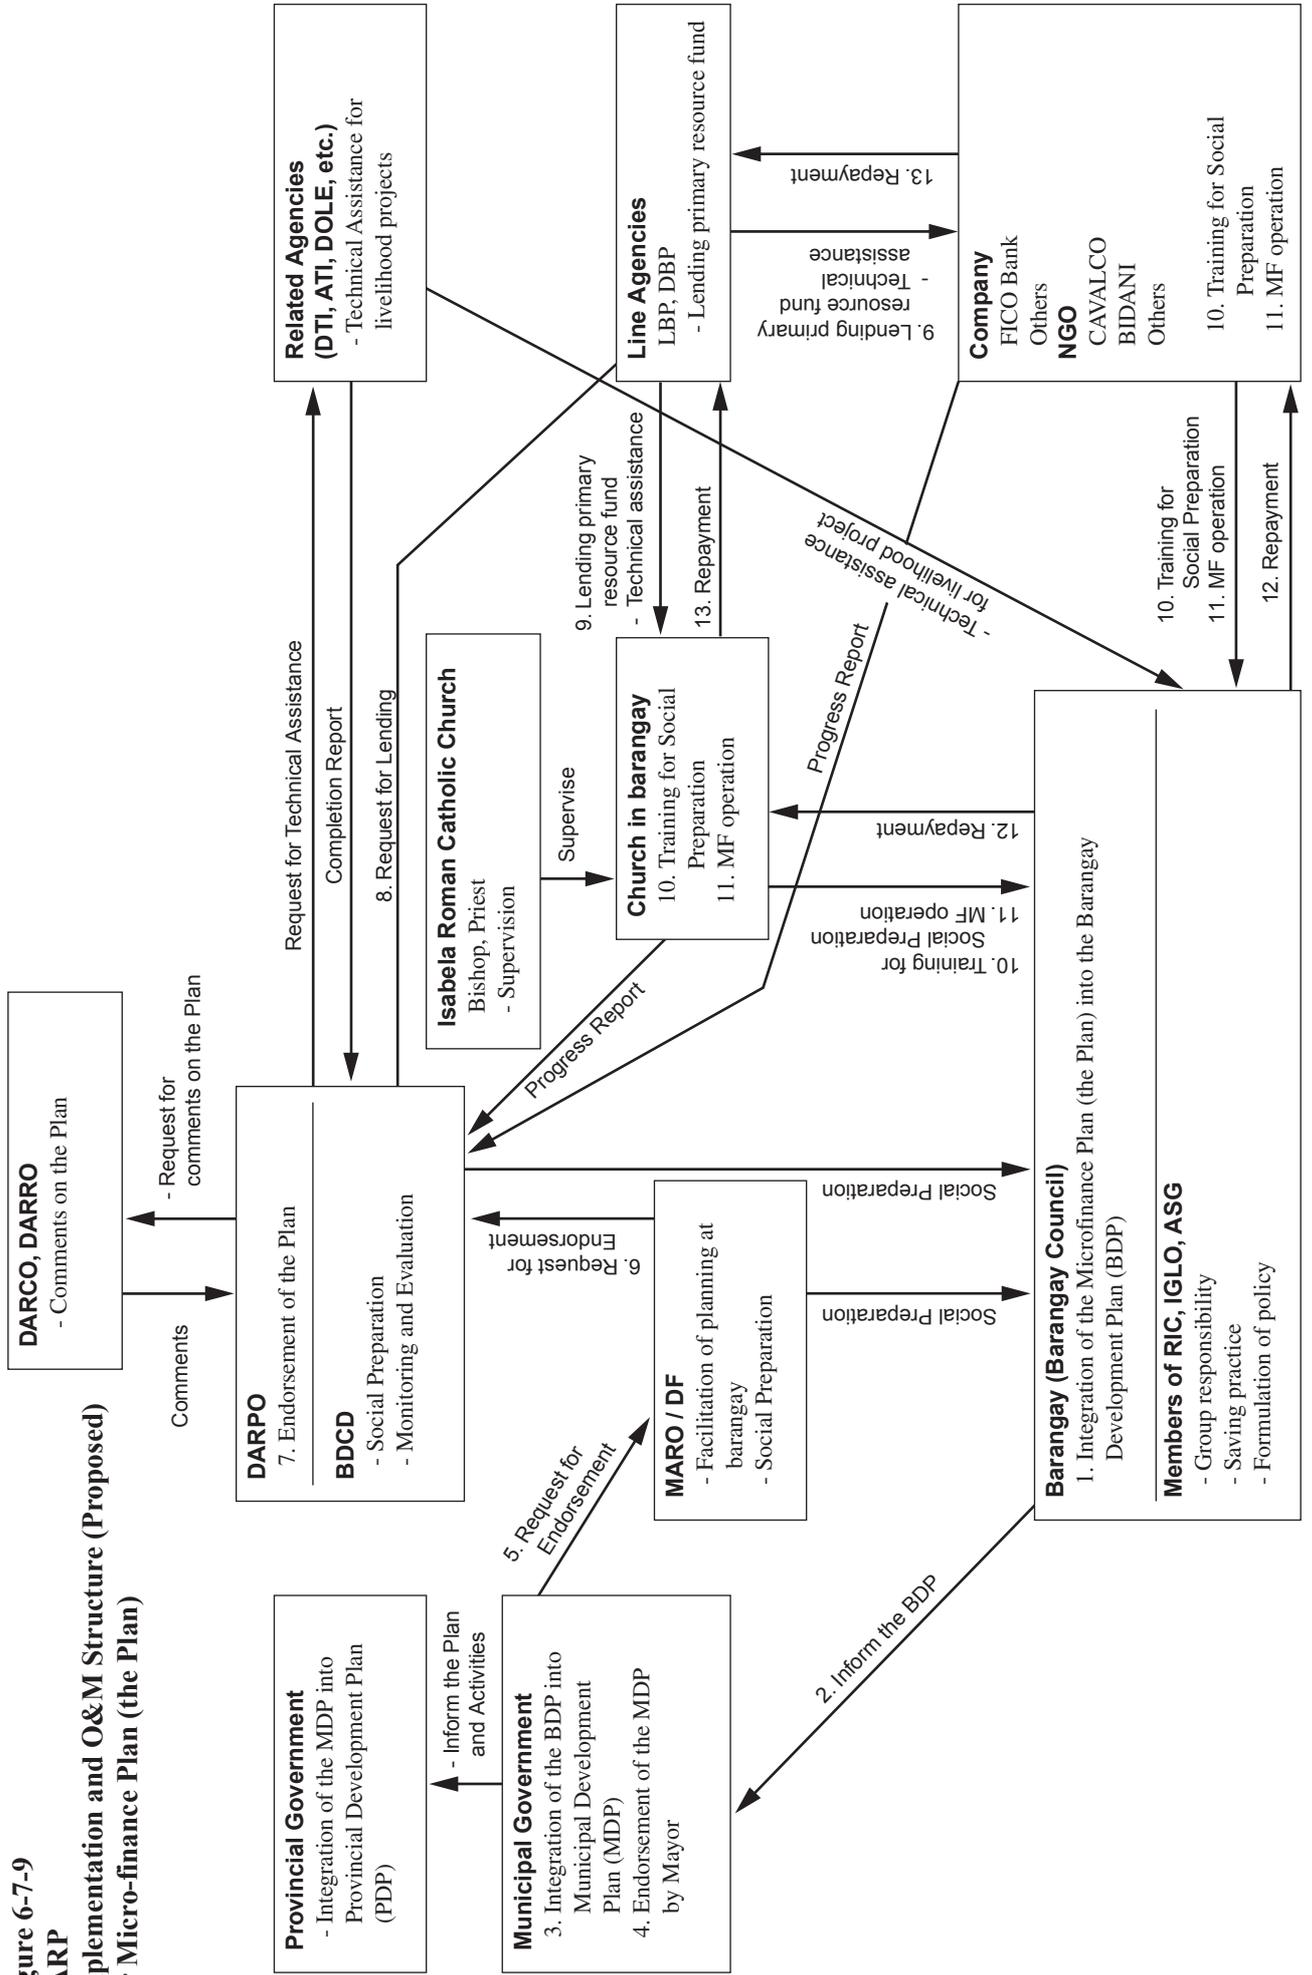 gure 6-7-9
ARP
plementation and O&M Structure (Proposed)
Micro-finance Plan (the Plan)
DARCO, DARRO
- Comments on the Plan
Comments
- Request for
comments on the Plan
DARPO
7. Endorsement of the Plan
BDCD
- Social Preparation
- Monitoring and Evaluation
Request for Technical Assistance
Completion Report
8. Request for Lending
Related Agencies
(DTI, ATI, DOLE, etc.)
- Technical Assistance for
livelihood projects
Provincial Government
- Integration of the MDP into
Provincial Development Plan
(PDP)
- Inform the Plan
and Activities
Municipal Government
3. Integration of the BDP into
Municipal Development
Plan (MDP)
4. Endorsement of the MDP
by Mayor
5. Request for
Endorsement
6. Request for
Endorsement
MARO / DF
- Facilitation of planning at
barangay
- Social Preparation
Social Preparation
Social Preparation
Isabela Roman Catholic Church
Bishop, Priest
- Supervision
Supervise
Church in barangay
10. Training for Social
Preparation
11. MF operation
Progress Report
Progress Report
9. Lending primary
resource fund
- Technical assistance
13. Repayment
Line Agencies
LBP, DBP
- Lending primary resource fund
9. Lending primary
resource fund
- Technical
assistance
13. Repayment
- Technical assistance
for livelihood project
10. Training for
Social Preparation
11. MF operation
12. Repayment
Company
FICO Bank
Others
NGO
CAVALCO
BIDANI
Others
10. Training for Social
Preparation
11. MF operation
10. Training for
Social Preparation
11. MF operation
12. Repayment
2. Inform the BDP
Barangay (Barangay Council)
1. Integration of the Microfinance Plan (the Plan) into the Barangay
Development Plan (BDP)
Members of RIC, IGLO, ASG
- Group responsibility
- Saving practice
- Formulation of policy